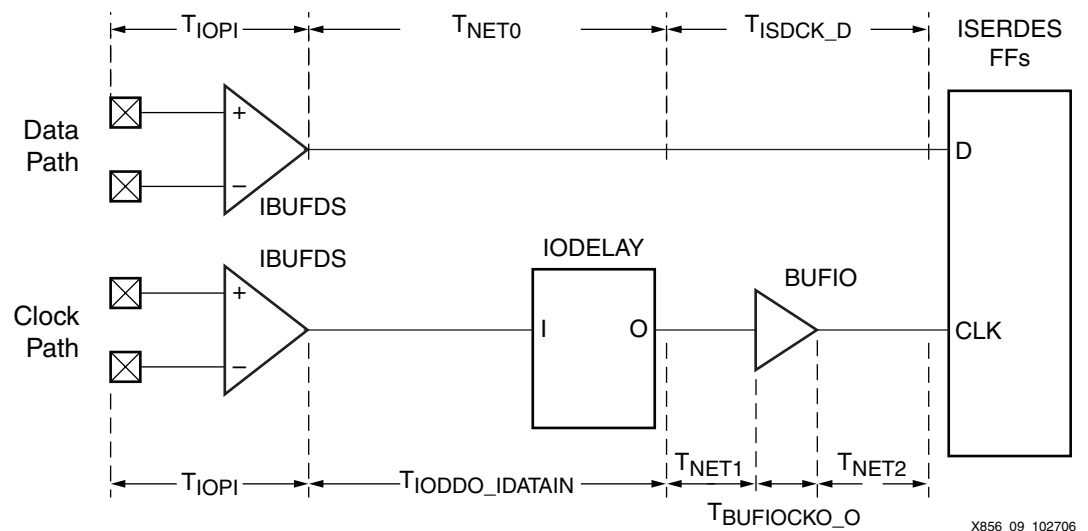 TIOPI
TNET0
TISDCK_D
ISERDES
FFs
Data
Path
+
−
IBUFDS
D
IBUFDS
IODELAY
BUFIO
Clock
Path
+
−
I
O
CLK
TIOPI
TIODDO_IDATAIN
TNET1
TNET2
TBUFIOCKO_O
X856_09_102706